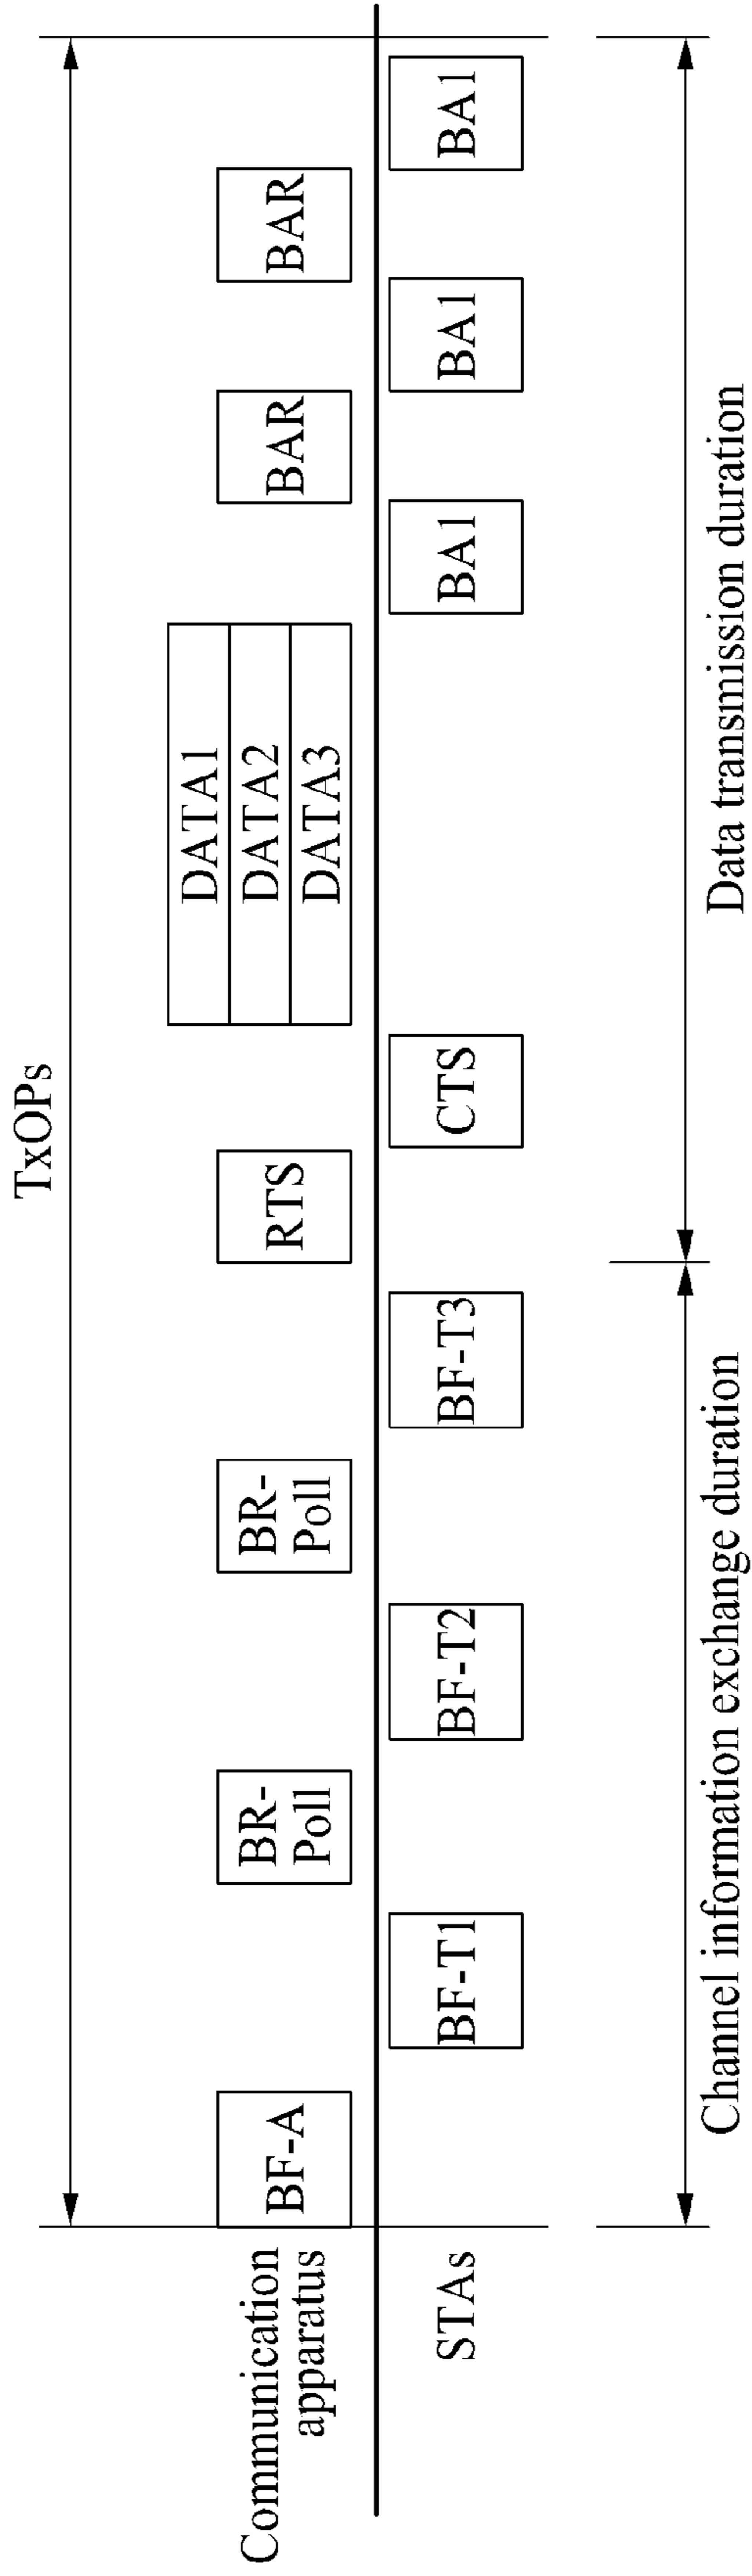 TxOPs
Communication
apparatus
BF-A
BR-
Poll
BR-
Poll
RTS
DATA1
DATA2
DATA3
BAR
BAR
STAs
BF-T1
BF-T2
BF-T3
CTS
BA1
BA1
BA1
Channel information exchange duration
Data transmission duration